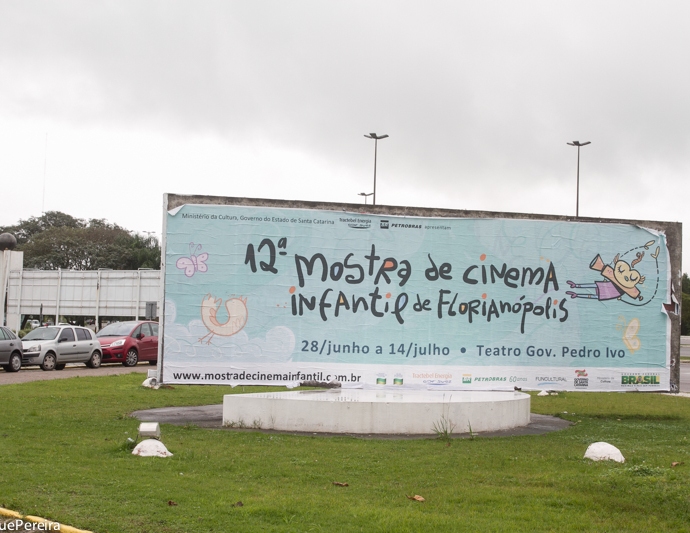 Ministério da Cultura, Governo do Estado de Santa Catarina
PETROBRAS apresentam
12ª mostra de cinema
infantil de Florianópolis
28/junho a 14/julho • Teatro Gov. Pedro Ivo
www.mostradecinemainfantil.com.br
PETROBRAS
FUNCULTURAL
BRASIL
uePereira